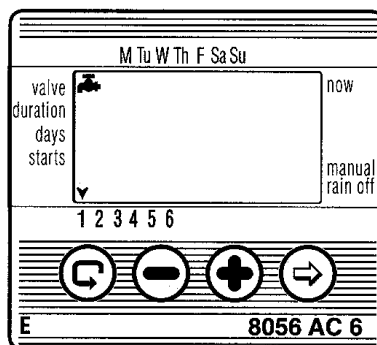 M Tu W Th F Sa Su
valve
duration
days
starts
now
manual
rain off
1 2 3 4 5 6
E
8056 AC 6